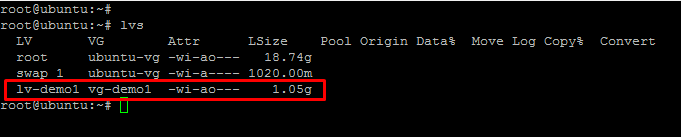 root@ubuntu:~#
root@ubuntu:~# lvs
LV VG Attr LSize Pool Origin Data% Move Log Copy% Convert
root ubuntu-vg -wi-ao--- 18.74g
swap_1 ubuntu-vg -wi-ao--- 1020.00m
lv-demo1 vg-demo1 -wi-ao--- 1.05g
root@ubuntu:~#